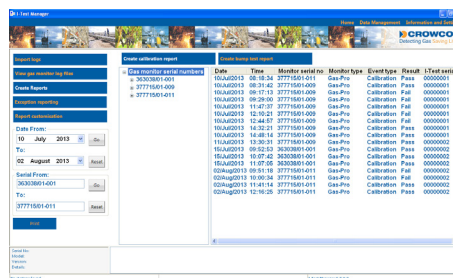 I-Test Manager
Home Data Management Information and Sett
CROWCO
Detecting Gas Saving Li
Import logs
View gas monitor log files
Create Reports
Exception reporting
Report customisation
Date From:
10 July 2013 Go
To:
02 August 2013 Reset
Serial From:
363038/01-001 Go
To:
377715/01-011 Reset
Create calibration report
Create bump test report
Gas monitor serial numbers
363038/01-001
377715/01-009
377715/01-011
Date Time Monitor serial no Monitor type Event type Result I-Test seria
10/Jul/2013 08:18:34 377715/01-011 Gas-Pro Calibration Pass 00000001
10/Jul/2013 08:31:42 377715/01-009 Gas-Pro Calibration Pass 00000001
10/Jul/2013 09:17:13 377715/01-009 Gas-Pro Calibration Fail 00000001
10/Jul/2013 09:29:00 377715/01-009 Gas-Pro Calibration Fail 00000001
10/Jul/2013 11:47:37 377715/01-009 Gas-Pro Calibration Fail 00000001
10/Jul/2013 12:10:21 377715/01-009 Gas-Pro Calibration Fail 00000001
10/Jul/2013 12:44:57 377715/01-009 Gas-Pro Calibration Fail 00000001
10/Jul/2013 14:32:21 377715/01-009 Gas-Pro Calibration Pass 00000001
10/Jul/2013 14:48:14 377715/01-009 Gas-Pro Calibration Pass 00000001
11/Jul/2013 13:30:31 377715/01-009 Gas-Pro Calibration Pass 00000001
15/Jul/2013 09:52:53 363038/01-001 Gas-Pro Calibration Pass 00000001
15/Jul/2013 10:07:42 363038/01-001 Gas-Pro Calibration Pass 00000001
15/Jul/2013 11:07:05 363038/01-001 Gas-Pro Calibration Pass 00000001
02/Aug/2013 09:51:18 377715/01-011 Gas-Pro Calibration Fail 00000002
02/Aug/2013 10:00:34 377715/01-011 Gas-Pro Calibration Fail 00000002
02/Aug/2013 11:41:14 377715/01-011 Gas-Pro Calibration Pass 00000002
02/Aug/2013 12:16:25 377715/01-011 Gas-Pro Calibration Pass 00000002
Serial No:
Model:
Version:
Details: